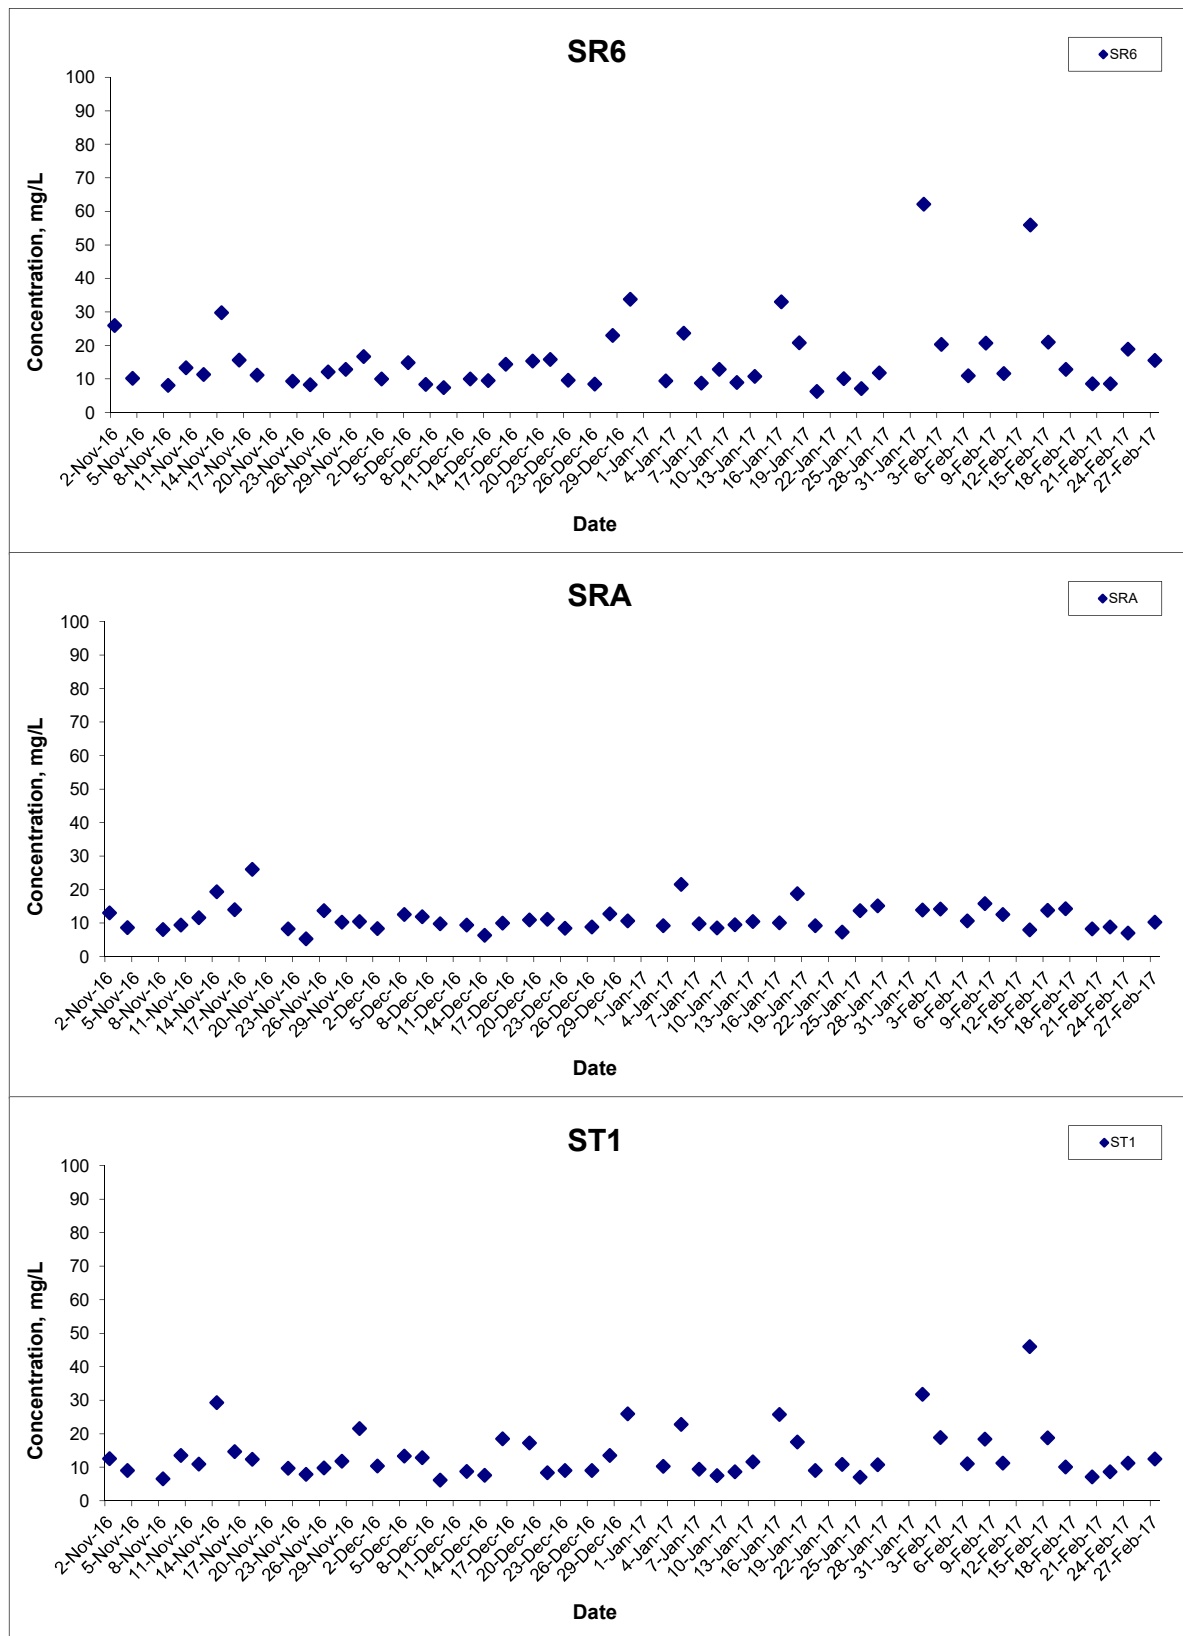 SR6
SR6
Concentration, mg/L
100
90
80
70
60
50
40
30
20
10
0
2-Nov-16
5-Nov-16
8-Nov-16
11-Nov-16
14-Nov-16
17-Nov-16
20-Nov-16
23-Nov-16
26-Nov-16
29-Nov-16
2-Dec-16
5-Dec-16
8-Dec-16
11-Dec-16
14-Dec-16
17-Dec-16
20-Dec-16
23-Dec-16
26-Dec-16
29-Dec-16
1-Jan-17
4-Jan-17
7-Jan-17
10-Jan-17
13-Jan-17
16-Jan-17
19-Jan-17
22-Jan-17
25-Jan-17
28-Jan-17
31-Jan-17
3-Feb-17
6-Feb-17
9-Feb-17
12-Feb-17
15-Feb-17
18-Feb-17
21-Feb-17
24-Feb-17
27-Feb-17
Date
SRA
SRA
Concentration, mg/L
100
90
80
70
60
50
40
30
20
10
0
2-Nov-16
5-Nov-16
8-Nov-16
11-Nov-16
14-Nov-16
17-Nov-16
20-Nov-16
23-Nov-16
26-Nov-16
29-Nov-16
2-Dec-16
5-Dec-16
8-Dec-16
11-Dec-16
14-Dec-16
17-Dec-16
20-Dec-16
23-Dec-16
26-Dec-16
29-Dec-16
1-Jan-17
4-Jan-17
7-Jan-17
10-Jan-17
13-Jan-17
16-Jan-17
19-Jan-17
22-Jan-17
25-Jan-17
28-Jan-17
31-Jan-17
3-Feb-17
6-Feb-17
9-Feb-17
12-Feb-17
15-Feb-17
18-Feb-17
21-Feb-17
24-Feb-17
27-Feb-17
Date
ST1
ST1
Concentration, mg/L
100
90
80
70
60
50
40
30
20
10
0
2-Nov-16
5-Nov-16
8-Nov-16
11-Nov-16
14-Nov-16
17-Nov-16
20-Nov-16
23-Nov-16
26-Nov-16
29-Nov-16
2-Dec-16
5-Dec-16
8-Dec-16
11-Dec-16
14-Dec-16
17-Dec-16
20-Dec-16
23-Dec-16
26-Dec-16
29-Dec-16
1-Jan-17
4-Jan-17
7-Jan-17
10-Jan-17
13-Jan-17
16-Jan-17
19-Jan-17
22-Jan-17
25-Jan-17
28-Jan-17
31-Jan-17
3-Feb-17
6-Feb-17
9-Feb-17
12-Feb-17
15-Feb-17
18-Feb-17
21-Feb-17
24-Feb-17
27-Feb-17
Date